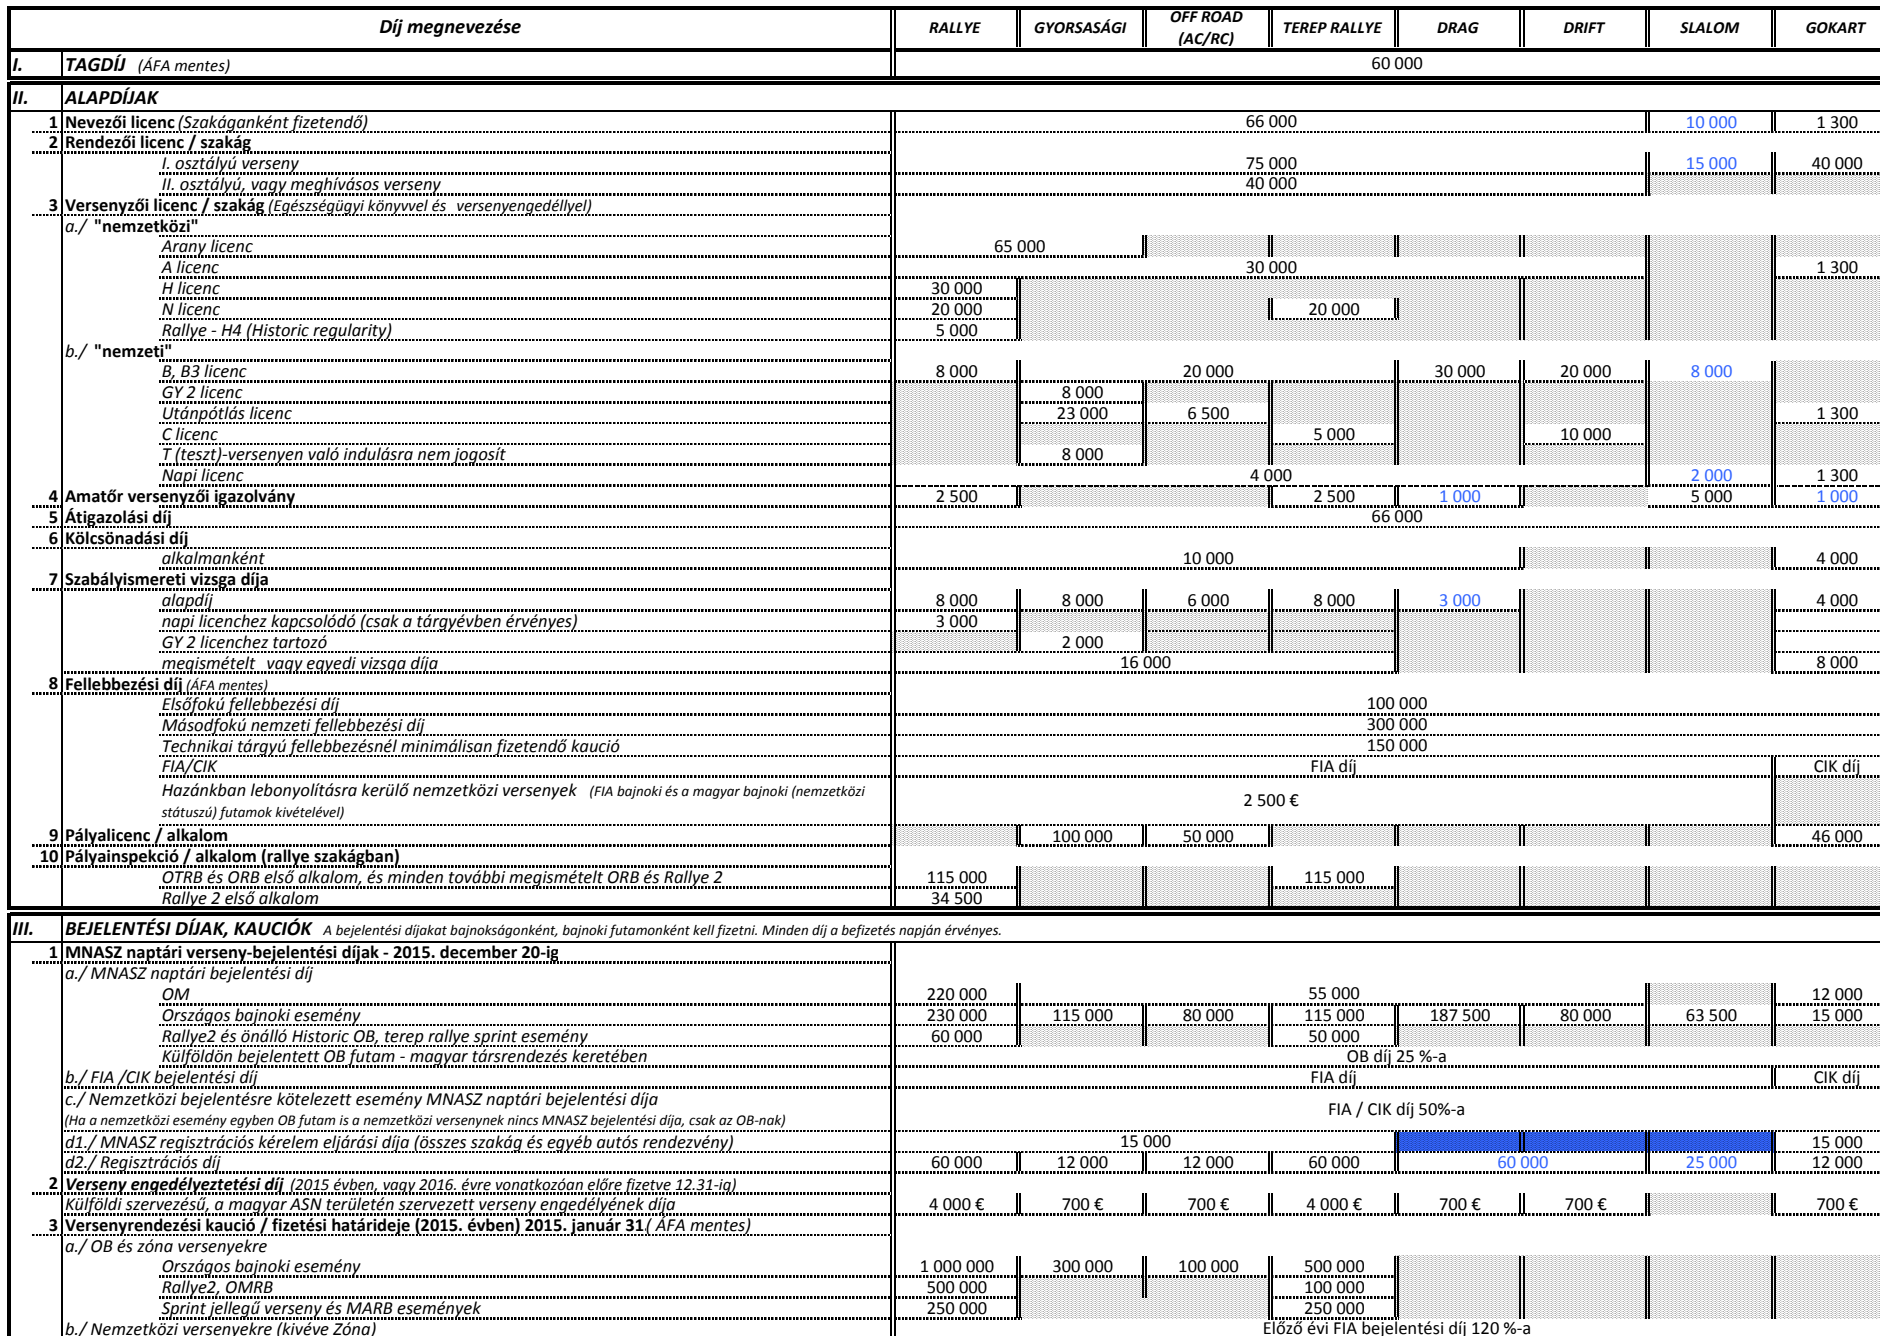 Díj megnevezése RALLYE GYORSASÁGI OFF ROAD (AC/RC) TEREP RALLYE DRAG DRIFT SLALOM GOKART
I. TAGDÍJ (ÁFA mentes) 60 000
II. ALAPDÍJAK
1 Nevezői licenc (Szakáganként fizetendő) 66 000 10 000 1 300
2 Rendezői licenc / szakág
I. osztályú verseny 75 000 15 000 40 000
II. osztályú, vagy meghívásos verseny 40 000
3 Versenyzői licenc / szakág (Egészségügyi könyvvel és versenyengedéllyel)
a./ "nemzetközi"
Arany licenc 65 000
A licenc 30 000 1 300
H licenc 30 000
N licenc 20 000 20 000
Rallye - H4 (Historic regularity) 5 000
b./ "nemzeti"
B, B3 licenc 8 000 20 000 30 000 20 000 8 000
GY 2 licenc 8 000
Utánpótlás licenc 23 000 6 500 1 300
C licenc 5 000 10 000
T (teszt)-versenyen való indulásra nem jogosít 8 000
Napi licenc 4 000 2 000 1 300
4 Amatőr versenyzői igazolvány 2 500 2 500 1 000 5 000 1 000
5 Átigazolási díj 66 000
6 Kölcsönadási díj
alkalmanként 10 000 4 000
7 Szabályismereti vizsga díja
alapdíj 8 000 8 000 6 000 8 000 3 000 4 000
napi licenchez kapcsolódó (csak a tárgyévben érvényes) 3 000
GY 2 licenchez tartozó 2 000
megismételt vagy egyedi vizsga díja 16 000 8 000
8 Fellebbezési díj (ÁFA mentes)
Elsőfokú fellebbezési díj 100 000
Másodfokú nemzeti fellebbezési díj 300 000
Technikai tárgyú fellebbezésnél minimálisan fizetendő kaució 150 000
FIA/CIK FIA díj CIK díj
Hazánkban lebonyolításra kerülő nemzetközi versenyek (FIA bajnoki és a magyar bajnoki (nemzetközi
státuszú) futamok kivételével) 2 500 €
9 Pályalicenc / alkalom 100 000 50 000 46 000
10 Pályainspekció / alkalom (rallye szakágban)
OTRB és ORB első alkalom, és minden további megismételt ORB és Rallye 2 115 000 115 000
Rallye 2 első alkalom 34 500
III. BEJELENTÉSI DÍJAK, KAUCIÓK A bejelentési díjakat bajnokságonként, bajnoki futamonként kell fizetni. Minden díj a befizetés napján érvényes.
1 MNASZ naptári verseny-bejelentési díjak - 2015. december 20-ig
a./ MNASZ naptári bejelentési díj
OM 220 000 55 000 12 000
Országos bajnoki esemény 230 000 115 000 80 000 115 000 187 500 80 000 63 500 15 000
Rallye2 és önálló Historic OB, terep rallye sprint esemény 60 000 50 000
Külföldön bejelentett OB futam - magyar társrendezés keretében OB díj 25 %-a
b./ FIA /CIK bejelentési díj FIA díj CIK díj
c./ Nemzetközi bejelentésre kötelezett esemény MNASZ naptári bejelentési díja
(Ha a nemzetközi esemény egyben OB futam is a nemzetközi versenynek nincs MNASZ bejelentési díja, csak az OB-nak) FIA / CIK díj 50%-a
d1./ MNASZ regisztrációs kérelem eljárási díja (összes szakág és egyéb autós rendezvény) 15 000 15 000
d2./ Regisztrációs díj 60 000 12 000 12 000 60 000 60 000 25 000 12 000
2 Verseny engedélyeztetési díj (2015 évben, vagy 2016. évre vonatkozóan előre fizetve 12.31-ig)
Külföldi szervezésű, a magyar ASN területén szervezett verseny engedélyének díja 4 000 € 700 € 700 € 4 000 € 700 € 700 € 700 €
3 Versenyrendezési kaució / fizetési határideje (2015. évben) 2015. január 31.( ÁFA mentes)
a./ OB és zóna versenyekre
Országos bajnoki esemény 1 000 000 300 000 100 000 500 000
Rallye2, OMRB 500 000 100 000
Sprint jellegű verseny és MARB események 250 000 250 000
b./ Nemzetközi versenyekre (kivéve Zóna) Előző évi FIA bejelentési díj 120 %-a